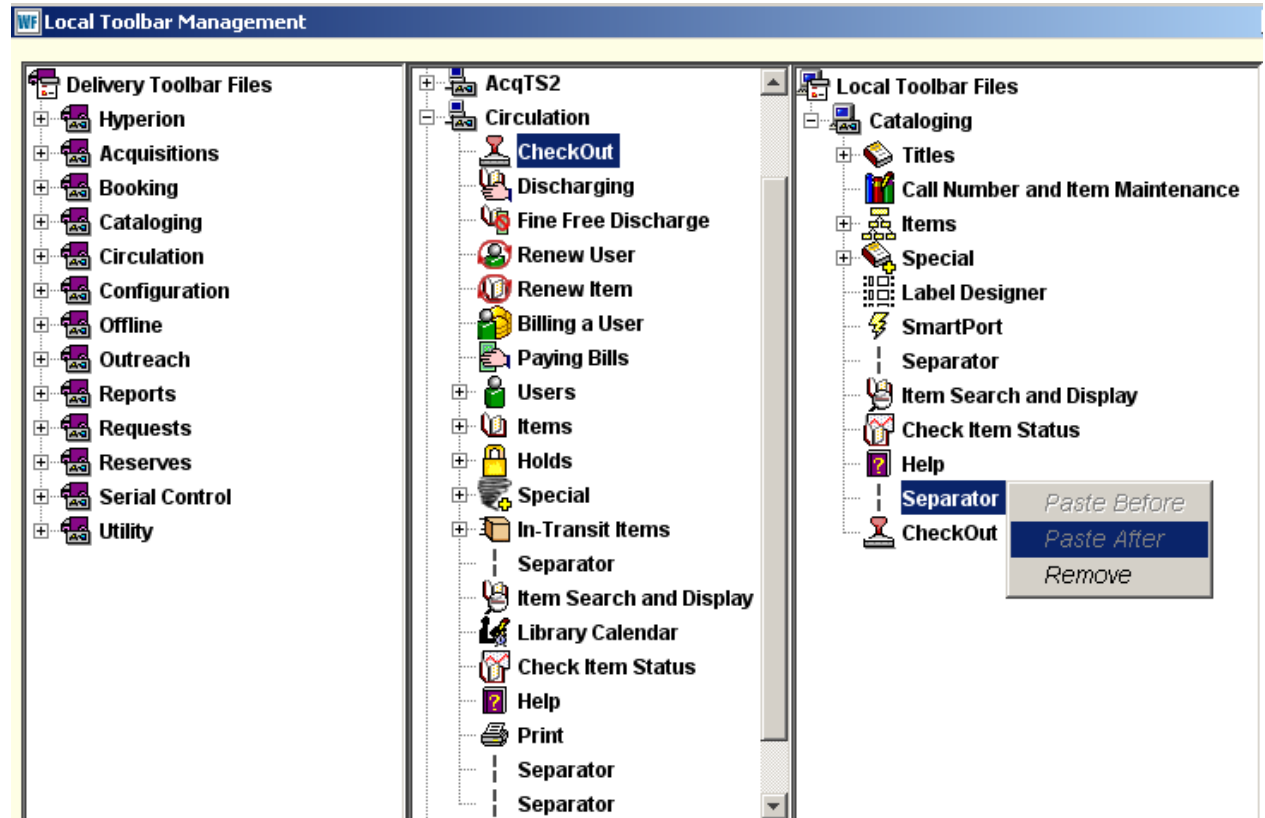 WF Local Toolbar Management
Delivery Toolbar Files
Hyperion
Acquisitions
Booking
Cataloging
Circulation
Configuration
Offline
Outreach
Reports
Requests
Reserves
Serial Control
Utility
AcqTS2
Circulation
CheckOut
Discharging
Fine Free Discharge
Renew User
Renew Item
Billing a User
Paying Bills
Users
Items
Holds
Special
In-Transit Items
Separator
Item Search and Display
Library Calendar
Check Item Status
Help
Print
Separator
Separator
Local Toolbar Files
Cataloging
Titles
Call Number and Item Maintenance
Items
Special
Label Designer
SmartPort
Separator
Item Search and Display
Check Item Status
Help
Separator
CheckOut
Paste Before
Paste After
Remove